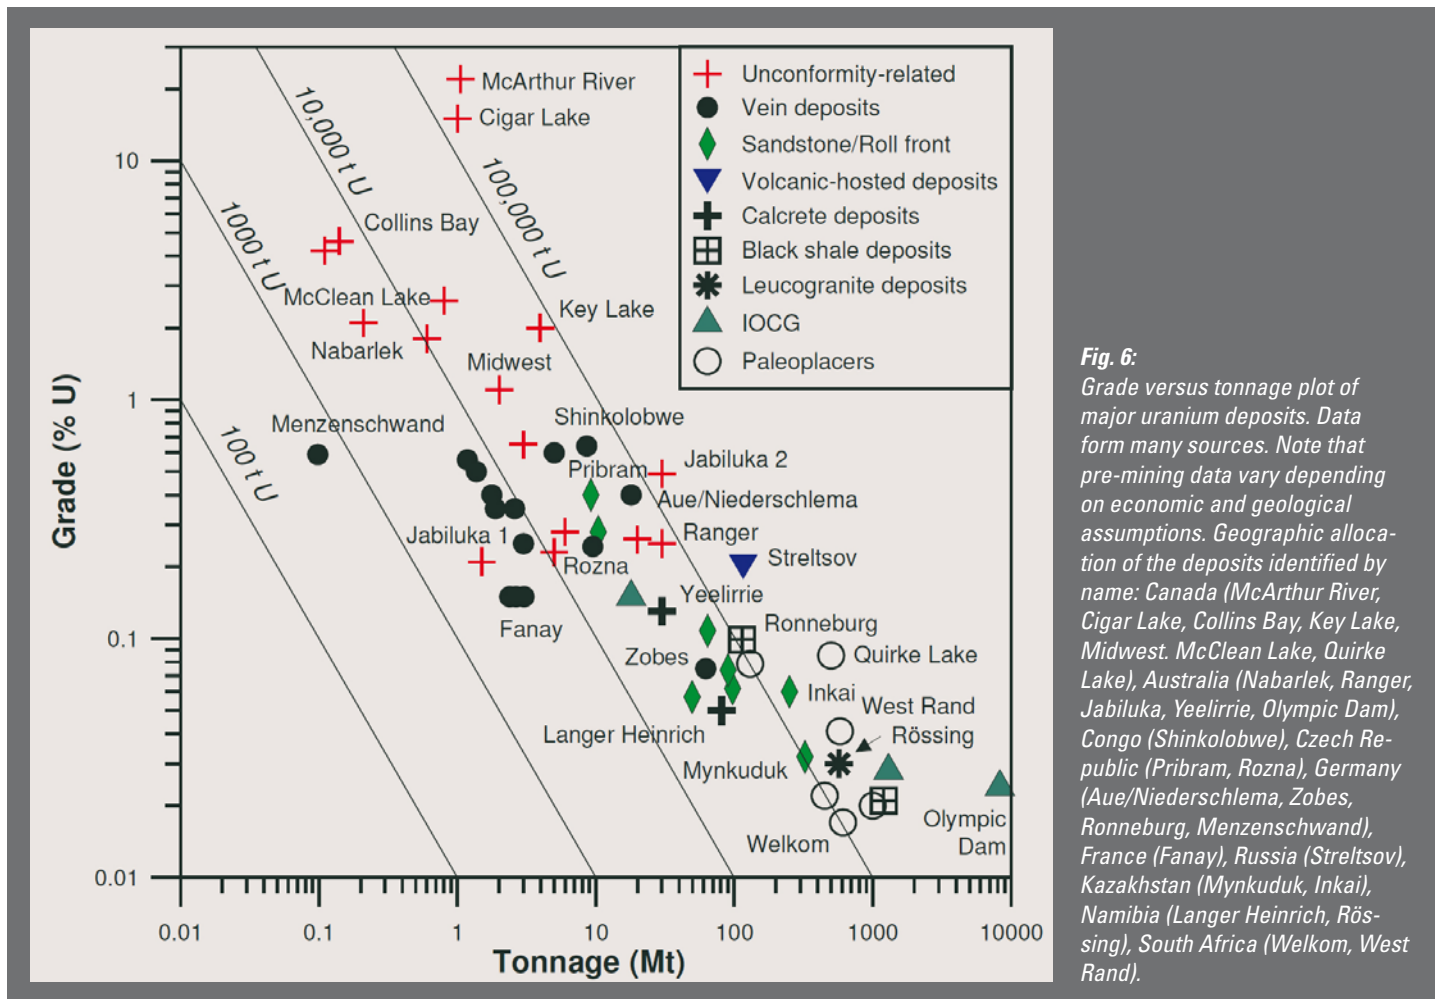 McArthur River
Cigar Lake
10,000 t U
100,000 t U
1000 t U
100 t U
Collins Bay
McClean Lake
Key Lake
Nabarlek
Midwest
Menzenschwand
Shinkolobwe
Pribram
Jabiluka 2
Aue/Niederschlema
Jabiluka 1
Ranger
Rozna
Streltsov
Yeelirrie
Fanay
Ronneburg
Zobes
Quirke Lake
Inkai
West Rand
Langer Heinrich
Rössing
Mynkuduk
Olympic
Dam
Welkom
Unconformity-related
Vein deposits
Sandstone/Roll front
Volcanic-hosted deposits
Calcrete deposits
Black shale deposits
Leucogranite deposits
IOCG
Paleoplacers
Grade (% U)
10
1
0.1
0.01
0.01 0.1 1 10 100 1000 10000
Tonnage (Mt)
Fig. 6:
Grade versus tonnage plot of
major uranium deposits. Data
form many sources. Note that
pre-mining data vary depending
on economic and geological
assumptions. Geographic alloca-
tion of the deposits identified by
name: Canada (McArthur River,
Cigar Lake, Collins Bay, Key Lake,
Midwest. McClean Lake, Quirke
Lake), Australia (Nabarlek, Ranger,
Jabiluka, Yeelirrie, Olympic Dam),
Congo (Shinkolobwe), Czech Re-
public (Pribram, Rozna), Germany
(Aue/Niederschlema, Zobes,
Ronneburg, Menzenschwand),
France (Fanay), Russia (Streltsov),
Kazakhstan (Mynkuduk, Inkai),
Namibia (Langer Heinrich, Rös-
sing), South Africa (Welkom, West
Rand).